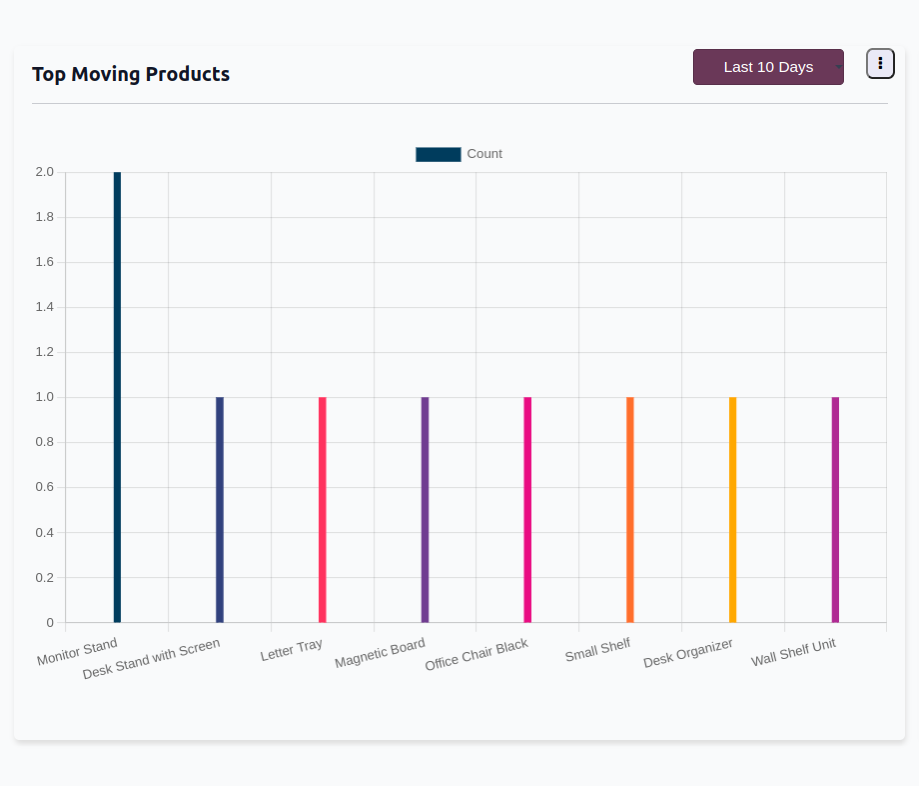 Top Moving Products
Last 10 Days
Count
2.0
1.8
1.6
1.4
1.2
1.0
0.8
0.6
0.4
0.2
0
Monitor Stand
Desk Stand with Screen
Letter Tray
Magnetic Board
Office Chair Black
Small Shelf
Desk Organizer
Wall Shelf Unit